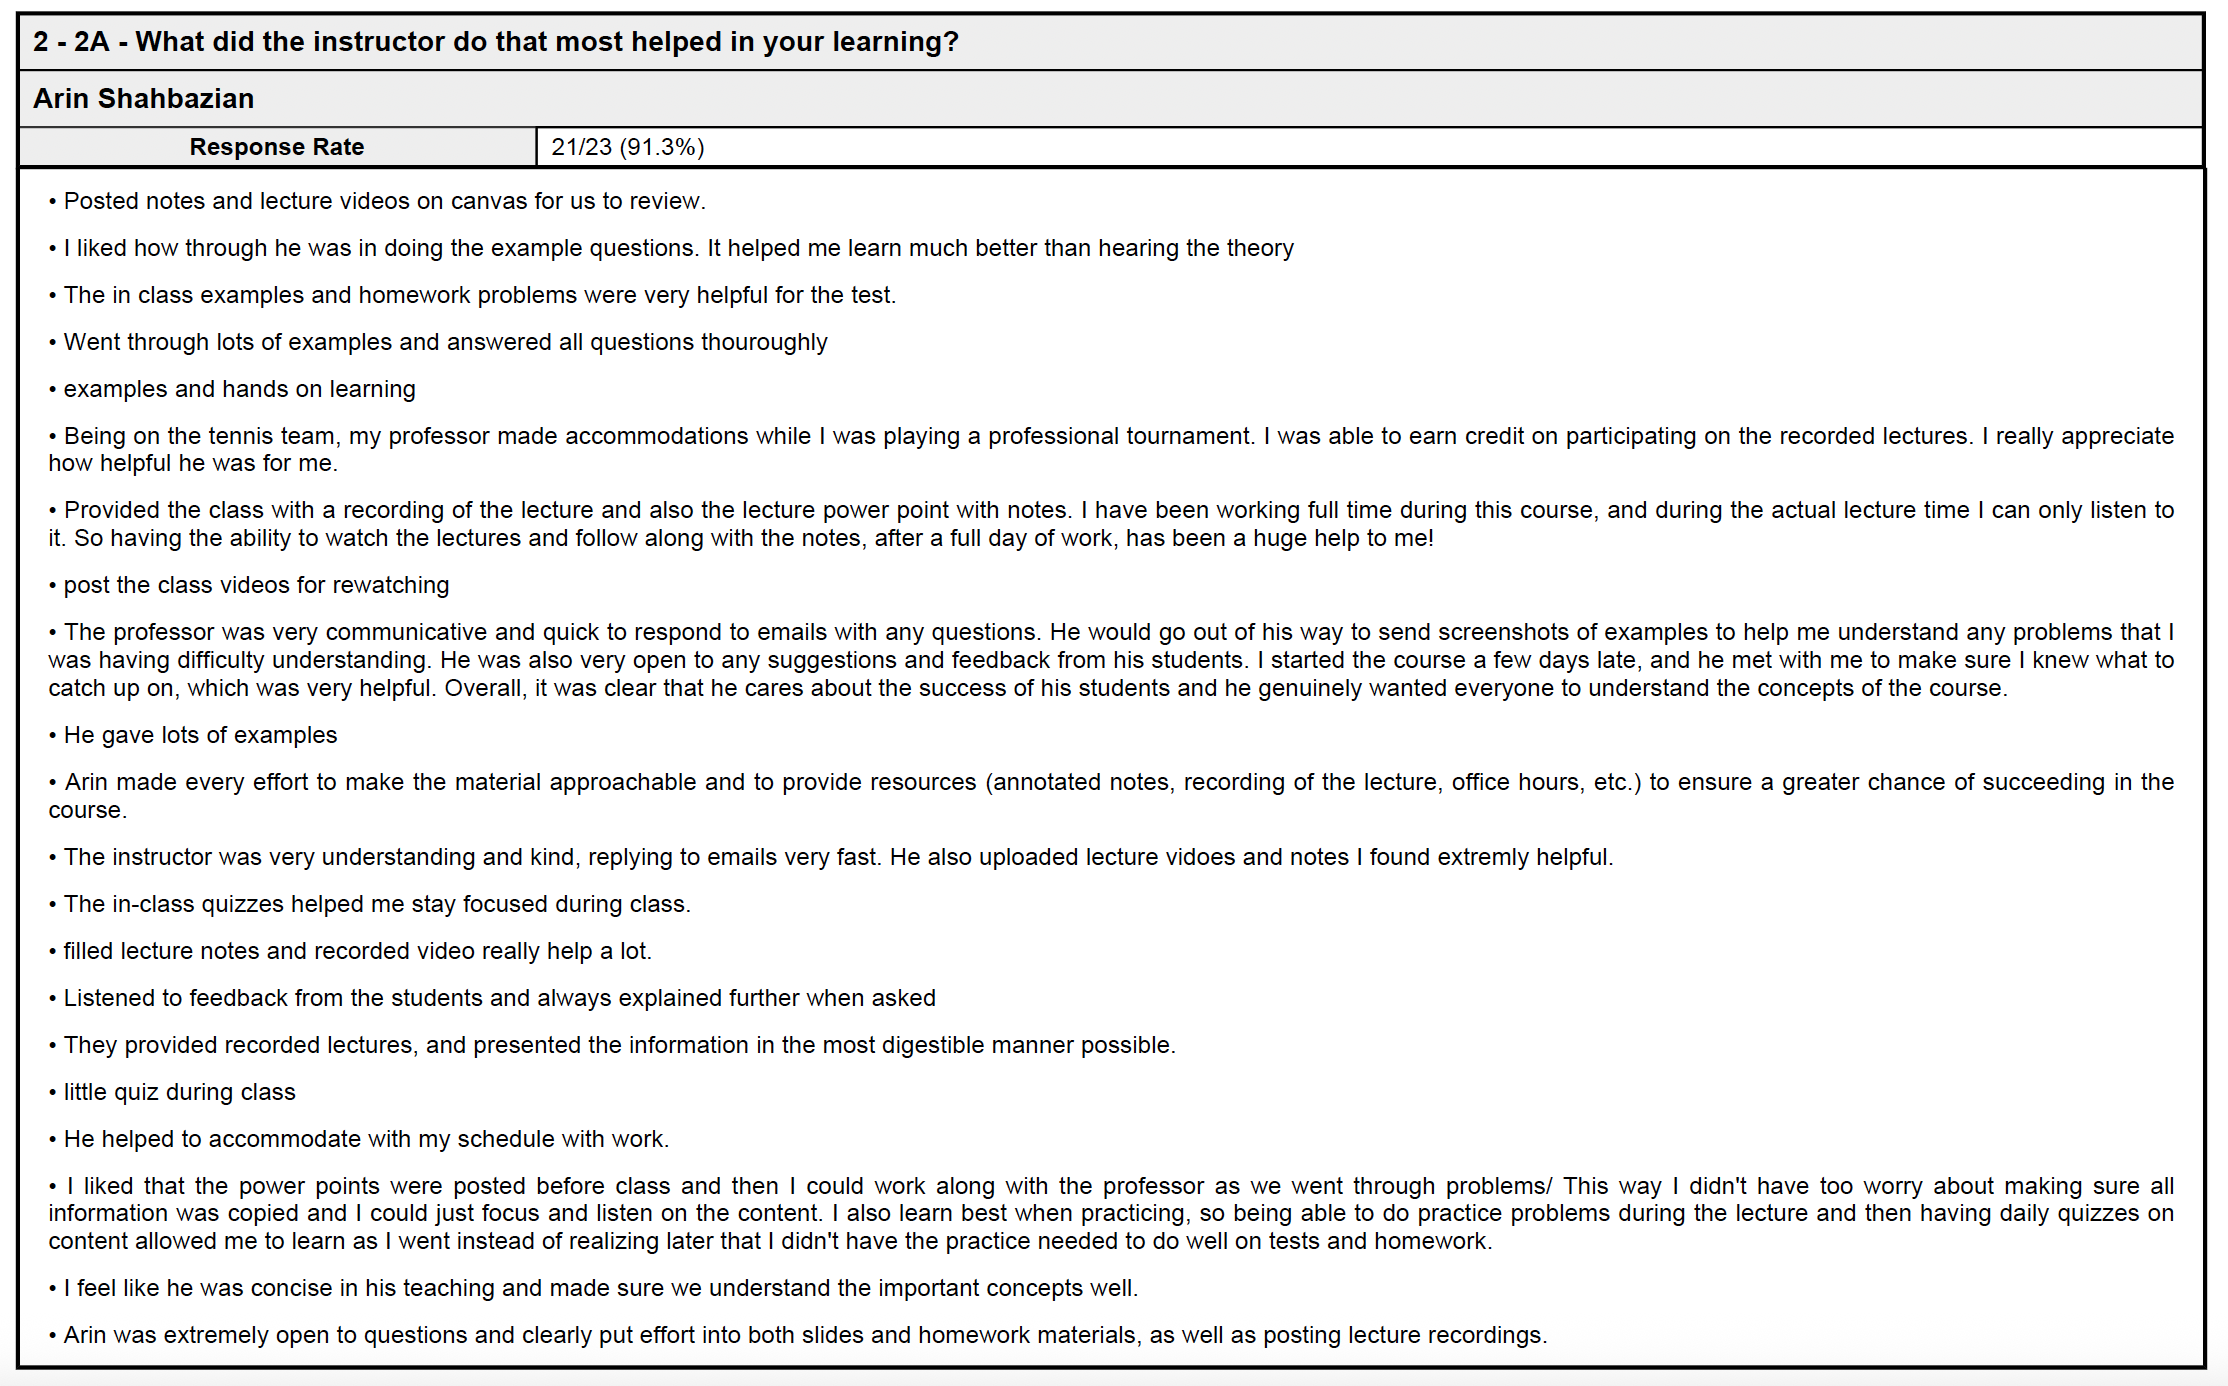 2 - 2A - What did the instructor do that most helped in your learning?
Arin Shahbazian
Response Rate
21/23 (91.3%)
• Posted notes and lecture videos on canvas for us to review.
• I liked how through he was in doing the example questions. It helped me learn much better than hearing the theory
• The in class examples and homework problems were very helpful for the test.
• Went through lots of examples and answered all questions thouroughly
• examples and hands on learning
• Being on the tennis team, my professor made accommodations while I was playing a professional tournament. I was able to earn credit on participating on the recorded lectures. I really appreciate
how helpful he was for me.
• Provided the class with a recording of the lecture and also the lecture power point with notes. I have been working full time during this course, and during the actual lecture time I can only listen to
it. So having the ability to watch the lectures and follow along with the notes, after a full day of work, has been a huge help to me!
• post the class videos for rewatching
• The professor was very communicative and quick to respond to emails with any questions. He would go out of his way to send screenshots of examples to help me understand any problems that I
was having difficulty understanding. He was also very open to any suggestions and feedback from his students. I started the course a few days late, and he met with me to make sure I knew what to
catch up on, which was very helpful. Overall, it was clear that he cares about the success of his students and he genuinely wanted everyone to understand the concepts of the course.
• He gave lots of examples
• Arin made every effort to make the material approachable and to provide resources (annotated notes, recording of the lecture, office hours, etc.) to ensure a greater chance of succeeding in the
course.
• The instructor was very understanding and kind, replying to emails very fast. He also uploaded lecture vidoes and notes I found extremly helpful.
• The in-class quizzes helped me stay focused during class.
• filled lecture notes and recorded video really help a lot.
• Listened to feedback from the students and always explained further when asked
• They provided recorded lectures, and presented the information in the most digestible manner possible.
• little quiz during class
• He helped to accommodate with my schedule with work.
• I liked that the power points were posted before class and then I could work along with the professor as we went through problems/ This way I didn't have too worry about making sure all
information was copied and I could just focus and listen on the content. I also learn best when practicing, so being able to do practice problems during the lecture and then having daily quizzes on
content allowed me to learn as I went instead of realizing later that I didn't have the practice needed to do well on tests and homework.
• I feel like he was concise in his teaching and made sure we understand the important concepts well.
• Arin was extremely open to questions and clearly put effort into both slides and homework materials, as well as posting lecture recordings.